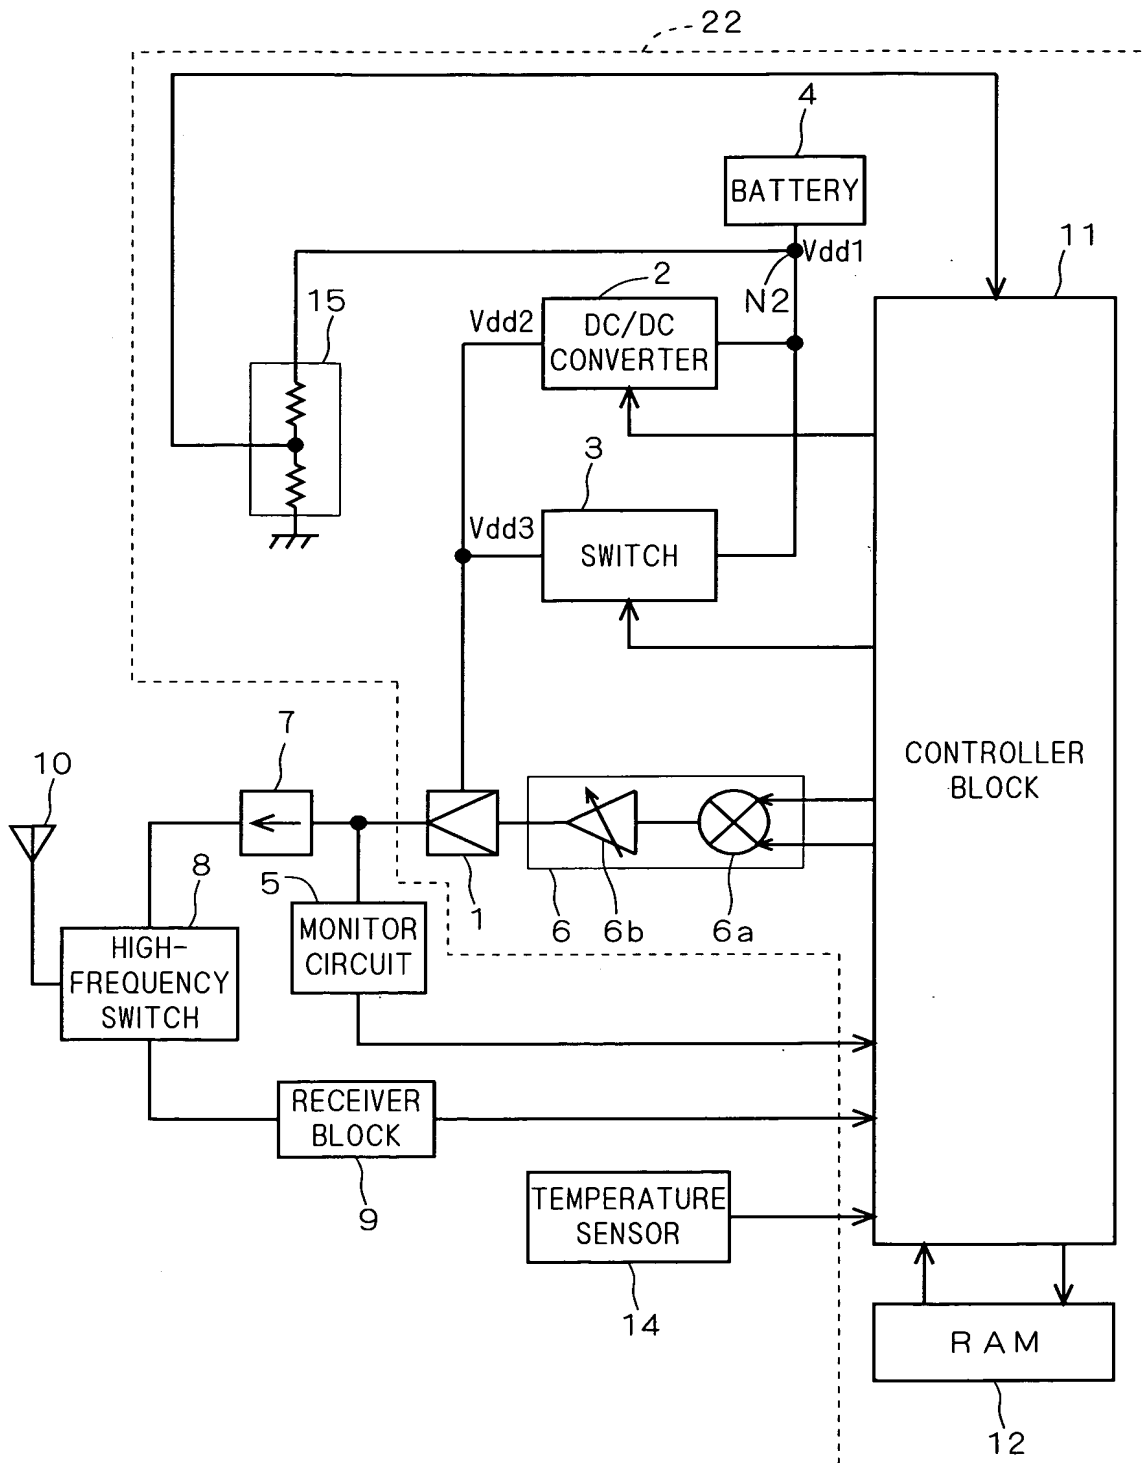 22
4
BATTERY
Vdd1
N2
11
2
15
Vdd2
DC/DC
CONVERTER
3
Vdd3
SWITCH
CONTROLLER
BLOCK
7
10
8
5
1
6
6b
6a
HIGH-
FREQUENCY
SWITCH
MONITOR
CIRCUIT
RECEIVER
BLOCK
9
TEMPERATURE
SENSOR
14
RAM
12